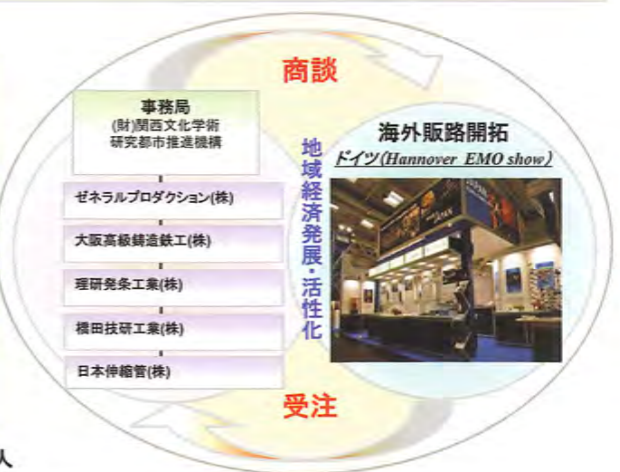 商談
事務局
(財)関西文化学術
研究都市推進機構
ゼネラルプロダクション(株)
大阪高級鋳造鉄工(株)
理研発条工業(株)
橋田技研工業(株)
日本伸縮管(株)
地域経済発展・活性化
海外販路開拓
ドイツ(Hannover EMO show)
JAPAN
受注
人